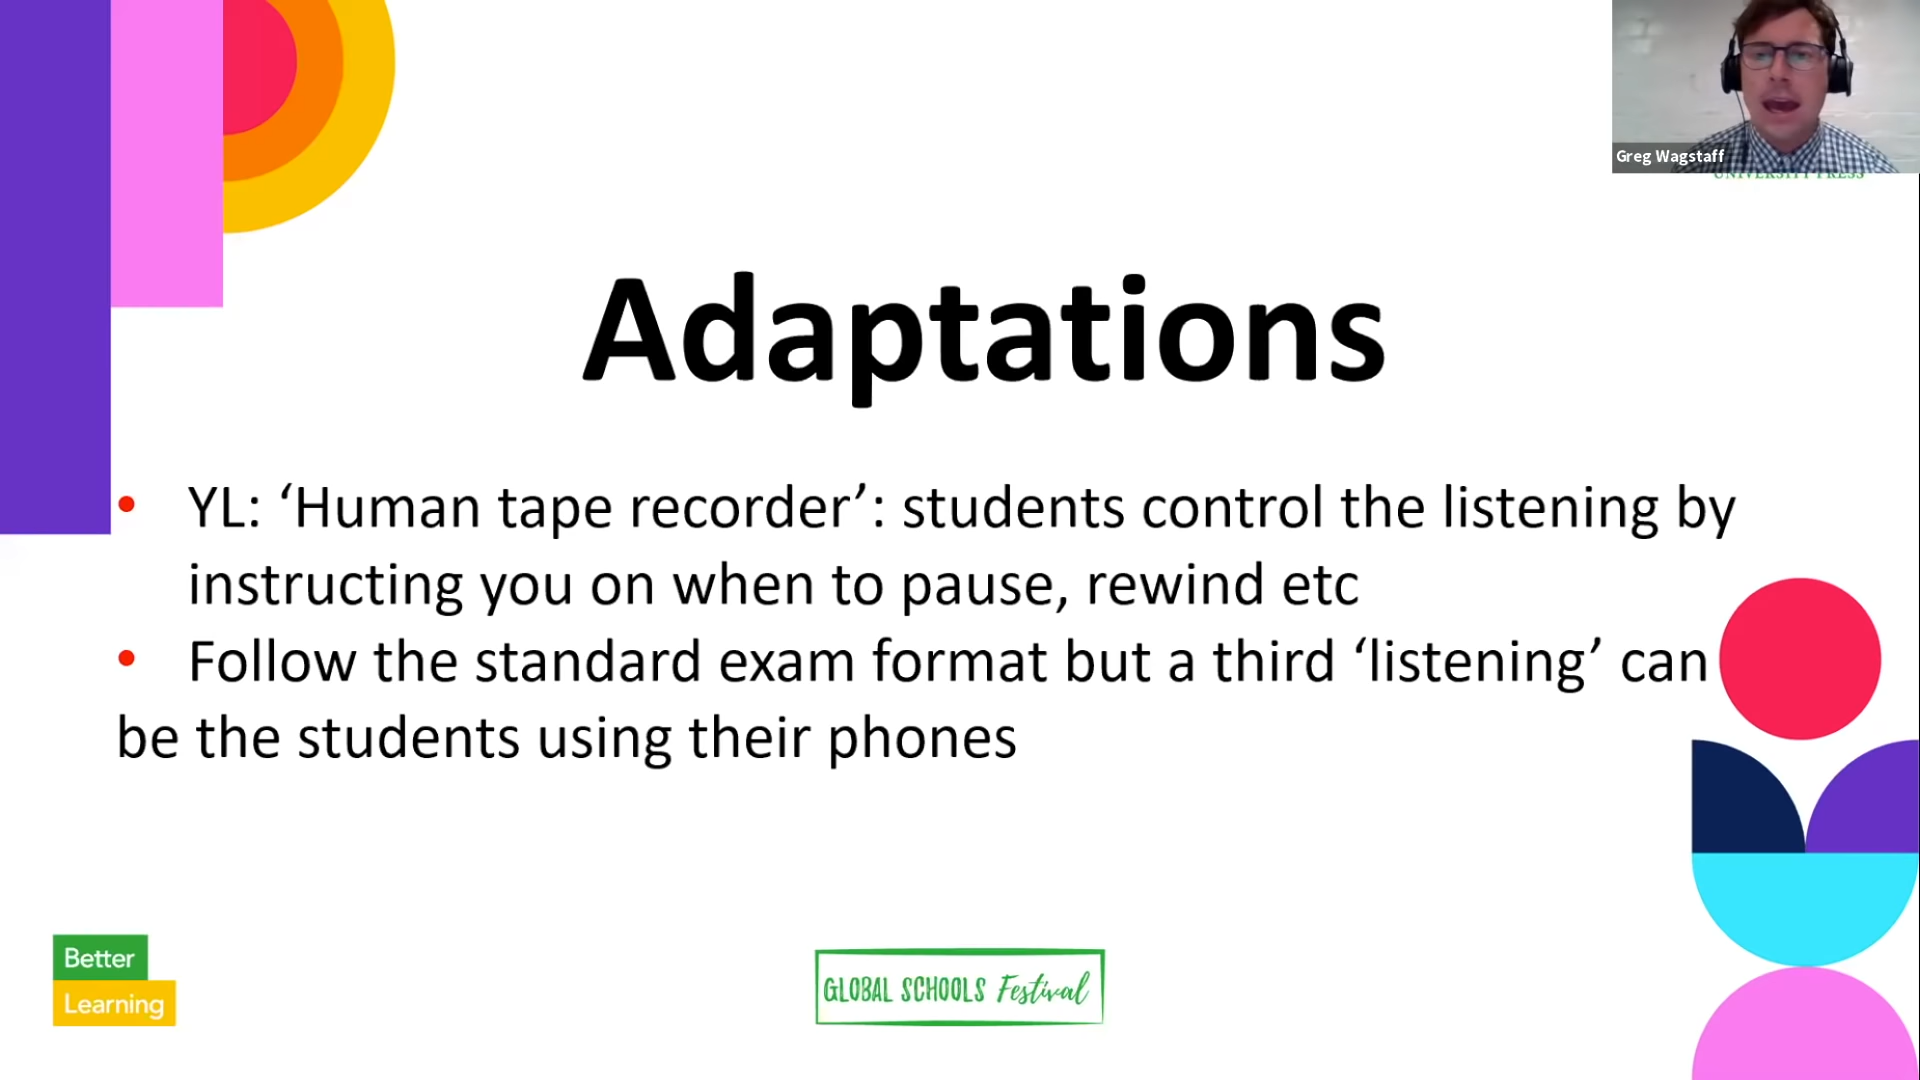 Greg Wagstaff
UNIVERSITY PRESS
Adaptations
• YL: ‘Human tape recorder’: students control the listening by
instructing you on when to pause, rewind etc
• Follow the standard exam format but a third ‘listening’ can
be the students using their phones
Better
Learning
GLOBAL SCHOOLS Festival